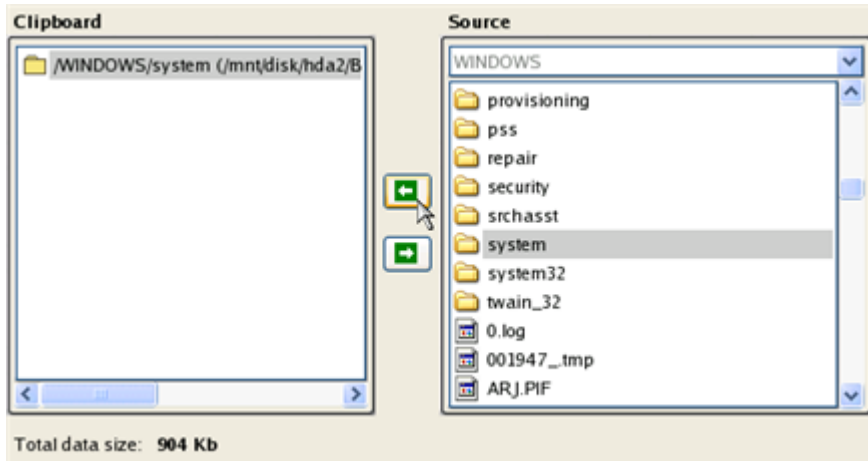 Clipboard
/WINDOWS/system (/mnt/disk/hda2/B
Source
WINDOWS
provisioning
pss
repair
security
srchasst
system
system32
twain_32
0.log
001947_.tmp
ARJ.PIF
Total data size: 904 Kb